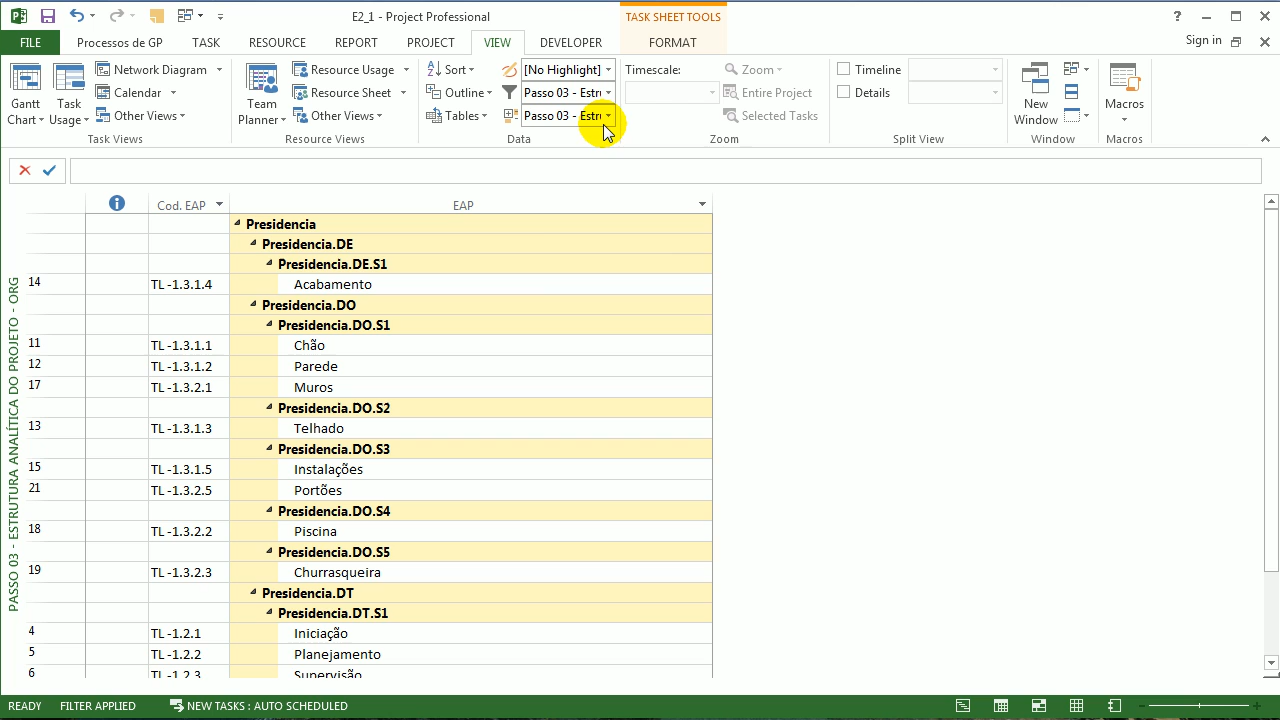 E2_1 - Project Professional
TASK SHEET TOOLS
?
FILE
Processos de GP
TASK
RESOURCE
REPORT
PROJECT
VIEW
DEVELOPER
FORMAT
Sign in
Gantt Chart
Task Usage
Network Diagram
Calendar
Other Views
Task Views
Team Planner
Resource Usage
Resource Sheet
Other Views
Resource Views
Sort
Outline
Tables
[No Highlight]
Passo 03 - Estru
Passo 03 - Estru
Data
Timescale:
Zoom
Entire Project
Selected Tasks
Zoom
Timeline
Details
Split View
New Window
Window
Macros
Macros
Cod. EAP
EAP
Presidencia
Presidencia.DE
Presidencia.DE.S1
14 TL -1.3.1.4 Acabamento
Presidencia.DO
Presidencia.DO.S1
11 TL -1.3.1.1 Chão
12 TL -1.3.1.2 Parede
17 TL -1.3.2.1 Muros
Presidencia.DO.S2
13 TL -1.3.1.3 Telhado
Presidencia.DO.S3
15 TL -1.3.1.5 Instalações
21 TL -1.3.2.5 Portões
Presidencia.DO.S4
18 TL -1.3.2.2 Piscina
Presidencia.DO.S5
19 TL -1.3.2.3 Churrasqueira
Presidencia.DT
Presidencia.DT.S1
4 TL -1.2.1 Iniciação
5 TL -1.2.2 Planejamento
6 TL -1.2.3 Supervisão
PASSO 03 - ESTRUTURA ANALÍTICA DO PROJETO - ORG
READY
FILTER APPLIED
NEW TASKS : AUTO SCHEDULED